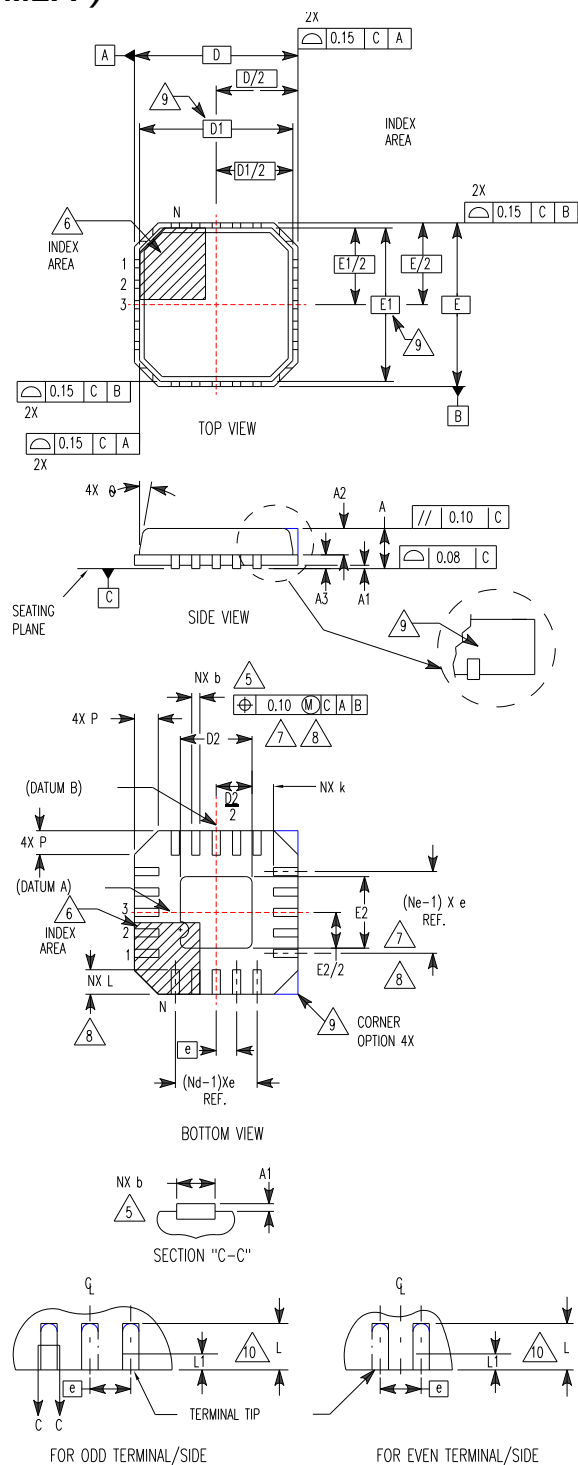 2X
A
D
0.15 C A
D/2
9
D1
INDEX
AREA
D1/2
2X
0.15 C B
N
6
INDEX
AREA
1
2
3
E1/2
E/2
E1
E
9
0.15 C B
2X
B
TOP VIEW
0.15 C A
2X
4X θ
A2
A
// 0.10 C
0.08 C
C
A3
A1
SEATING
PLANE
SIDE VIEW
9
NX b
5
0.10 M C A B
4X P
D2
7
8
(DATUM B)
D2
2
NX k
4X P
(DATUM A)
6
INDEX
AREA
3
2
1
(Ne-1) X e
REF.
E2
7
E2/2
NX L
8
8
N
9
CORNER
OPTION 4X
e
(Nd-1)Xe
REF.
BOTTOM VIEW
NX b
A1
5
SECTION "C-C"
CL
CL
10
L
L1
10
L
L1
e
e
C C
TERMINAL TIP
FOR ODD TERMINAL/SIDE
FOR EVEN TERMINAL/SIDE